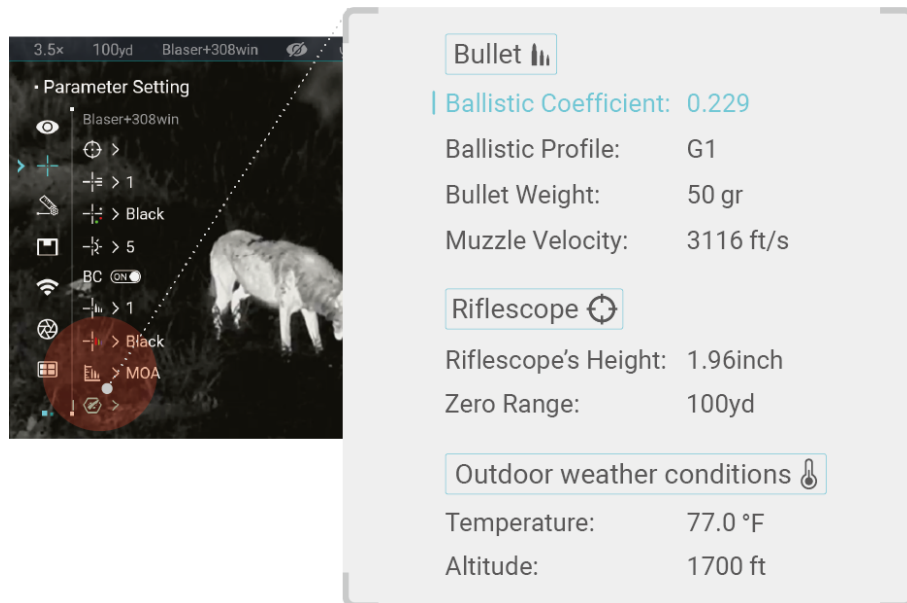 3.5× 100yd Blaser+308win
Parameter Setting
Blaser+308win
> 1
> Black
> 5
BC ON
> 1
> Black
> MOA
Bullet
Ballistic Coefficient: 0.229
Ballistic Profile: G1
Bullet Weight: 50 gr
Muzzle Velocity: 3116 ft/s
Riflescope
Riflescope's Height: 1.96inch
Zero Range: 100yd
Outdoor weather conditions
Temperature: 77.0 °F
Altitude: 1700 ft